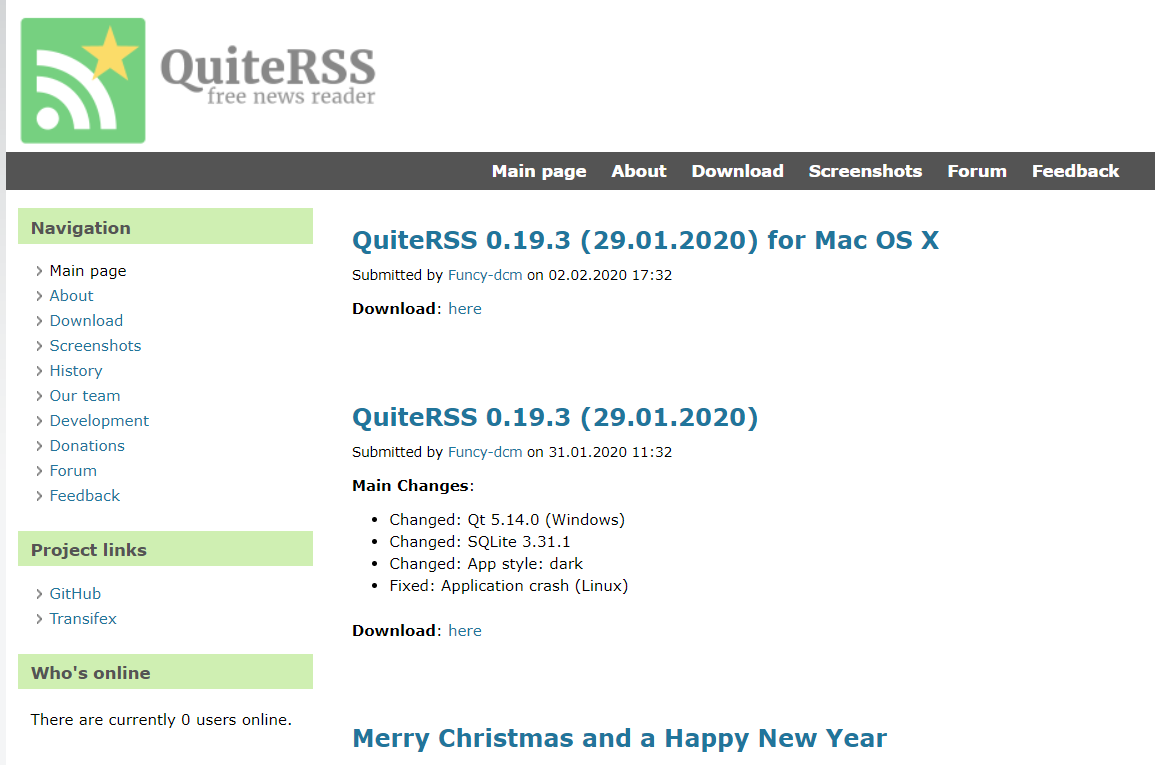 QuiteRSS
free news reader
Main page About Download Screenshots Forum Feedback
Navigation
Main page
About
Download
Screenshots
History
Our team
Development
Donations
Forum
Feedback
Project links
GitHub
Transifex
Who's online
There are currently 0 users online.
QuiteRSS 0.19.3 (29.01.2020) for Mac OS X
Submitted by Funcy-dcm on 02.02.2020 17:32
Download: here
QuiteRSS 0.19.3 (29.01.2020)
Submitted by Funcy-dcm on 31.01.2020 11:32
Main Changes:
• Changed: Qt 5.14.0 (Windows)
• Changed: SQLite 3.31.1
• Changed: App style: dark
• Fixed: Application crash (Linux)
Download: here
Merry Christmas and a Happy New Year